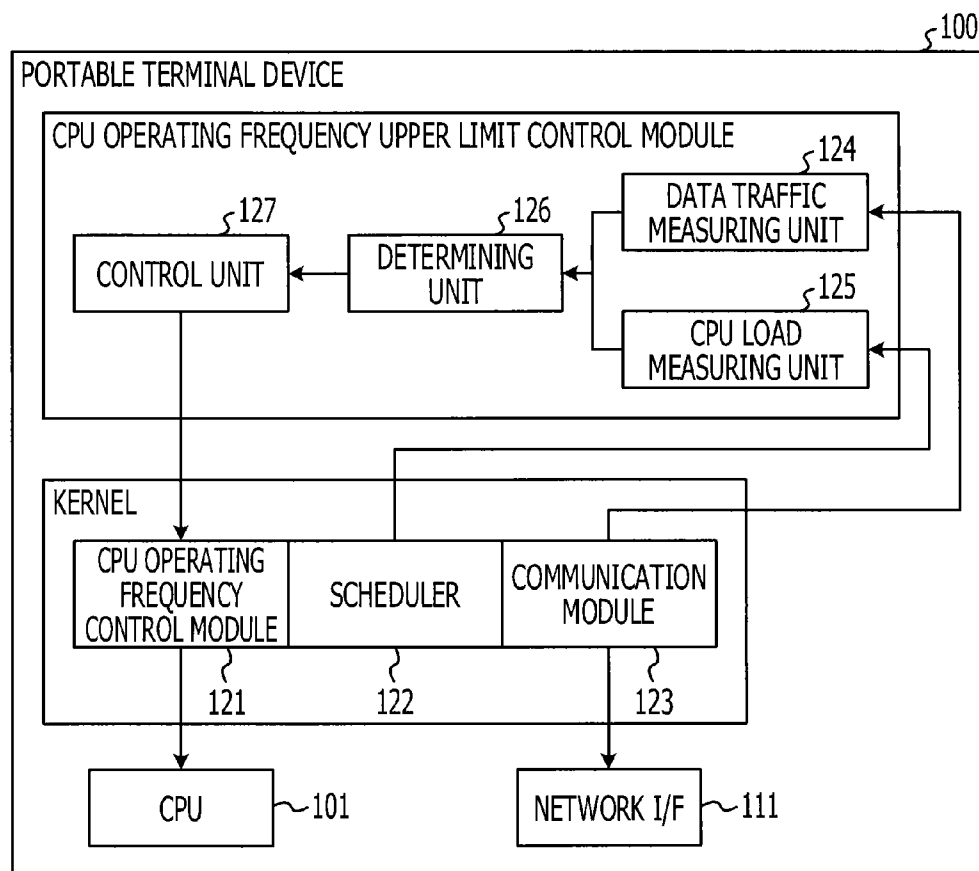 100
PORTABLE TERMINAL DEVICE
CPU OPERATING FREQUENCY UPPER LIMIT CONTROL MODULE
124
DATA TRAFFIC
MEASURING UNIT
127
CONTROL UNIT
126
DETERMINING
UNIT
125
CPU LOAD
MEASURING UNIT
KERNEL
CPU OPERATING
FREQUENCY
CONTROL MODULE
SCHEDULER
COMMUNICATION
MODULE
121
122
123
CPU
101
NETWORK I/F
111